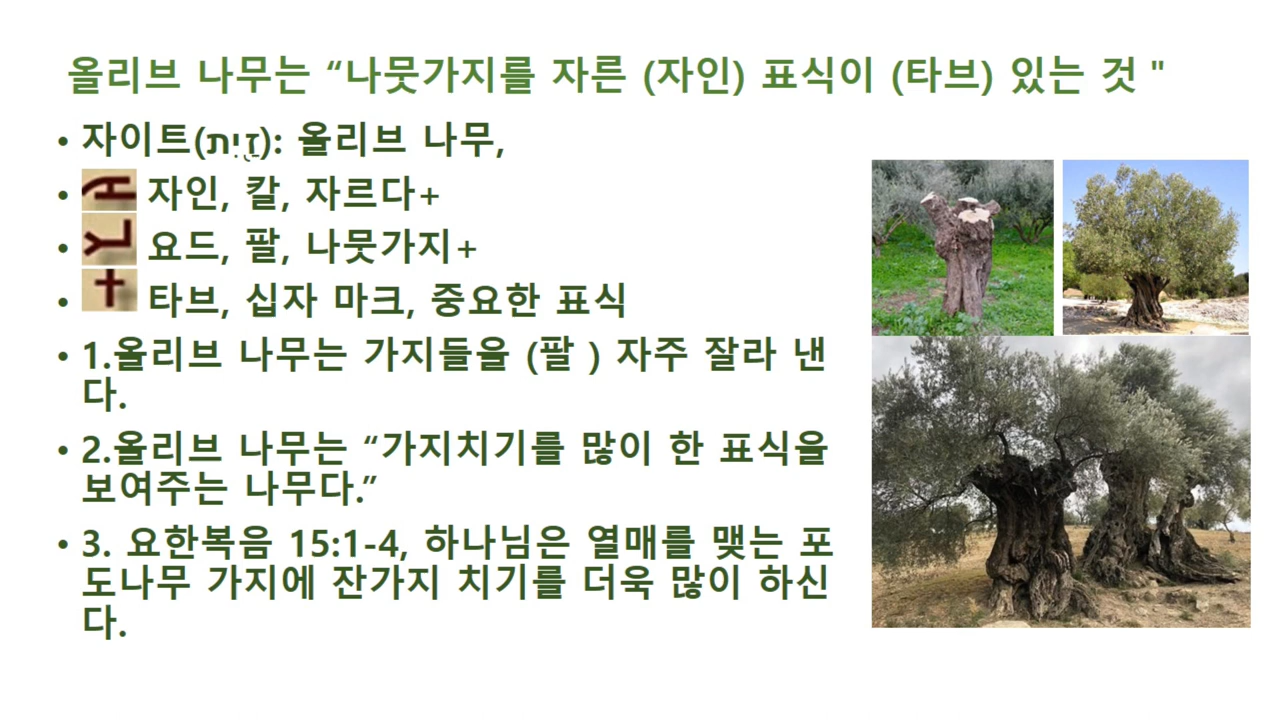 올리브 나무는 “나뭇가지를 자른 (자인) 표식이 (타브) 있는 것 "
• 자이트(זַיִת): 올리브 나무,
• 자인, 칼, 자르다+
• 요드, 팔, 나뭇가지+
• 타브, 십자 마크, 중요한 표식
• 1.올리브 나무는 가지들을 (팔 ) 자주 잘라 낸
다.
• 2.올리브 나무는 “가지치기를 많이 한 표식을
보여주는 나무다.”
• 3. 요한복음 15:1-4, 하나님은 열매를 맺는 포
도나무 가지에 잔가지 치기를 더욱 많이 하신
다.